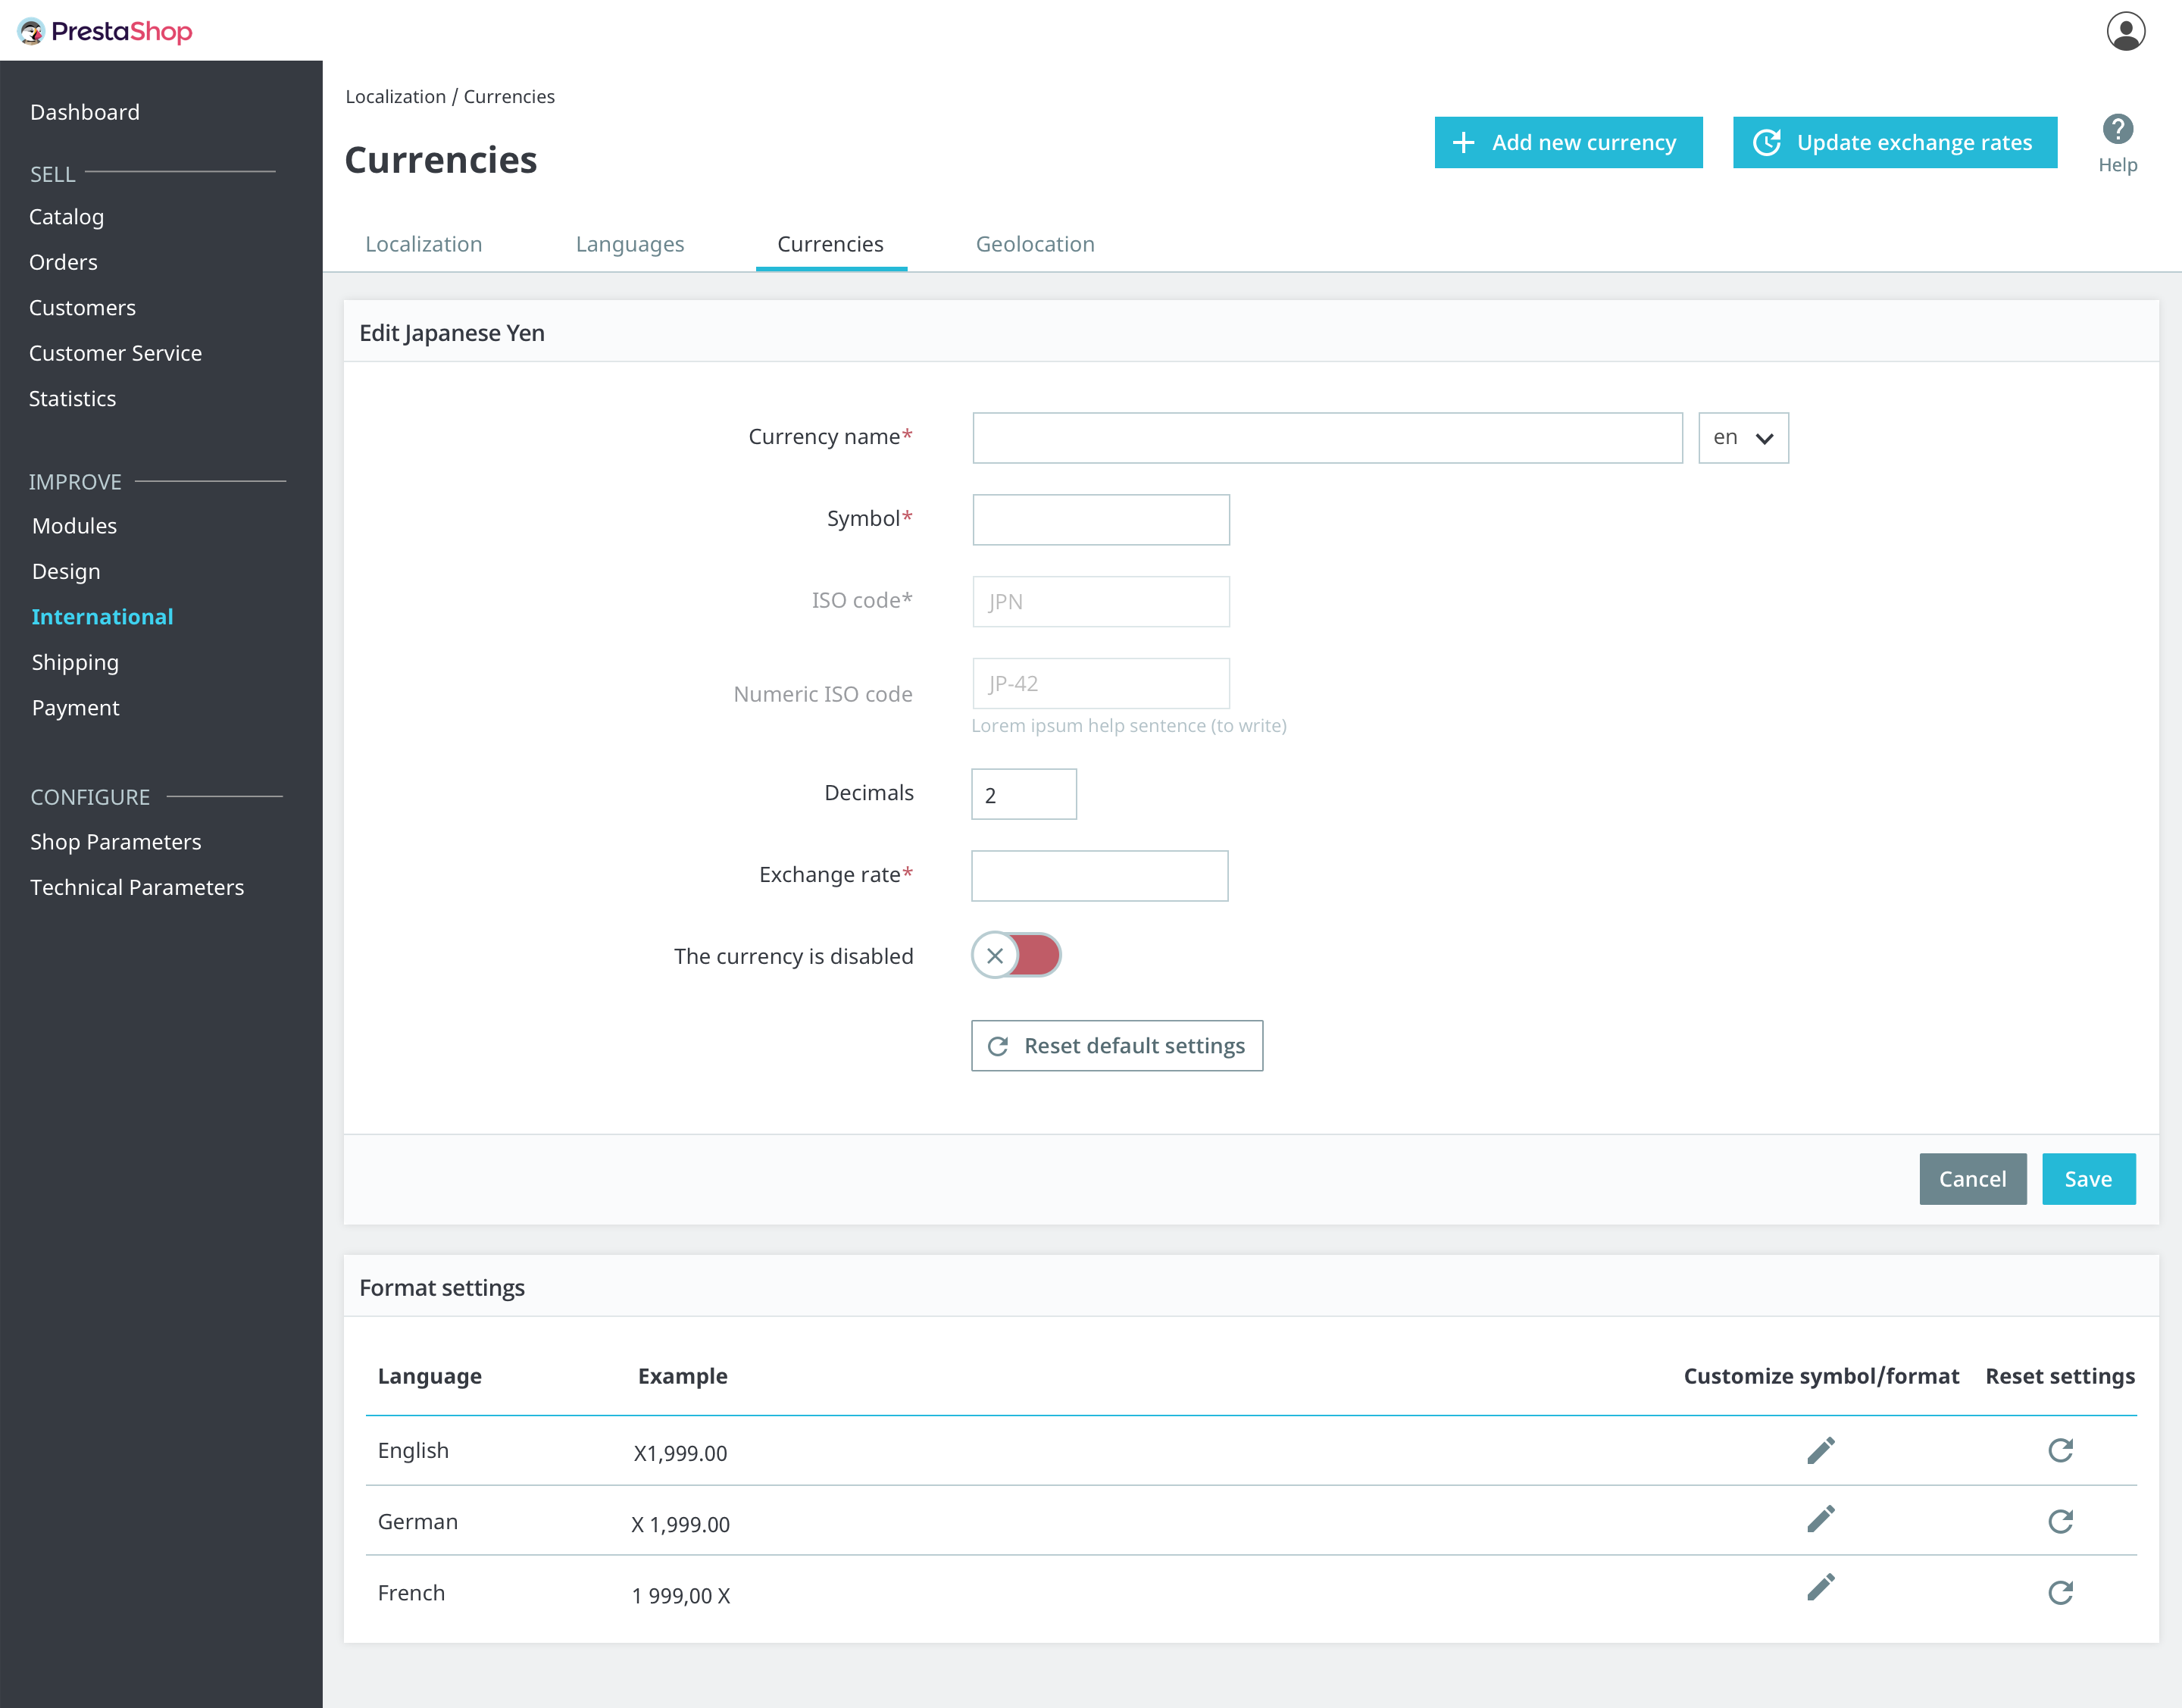 PrestaShop
Dashboard
SELL
Catalog
Orders
Customers
Customer Service
Statistics
IMPROVE
Modules
Design
International
Shipping
Payment
CONFIGURE
Shop Parameters
Technical Parameters
Localization / Currencies
Currencies
Add new currency
Update exchange rates
?
Help
Localization
Languages
Currencies
Geolocation
Edit Japanese Yen
Currency name*
en
Symbol*
ISO code*
JPN
Numeric ISO code
JP-42
Lorem ipsum help sentence (to write)
Decimals
2
Exchange rate*
The currency is disabled
Reset default settings
Cancel
Save
Format settings
Language Example Customize symbol/format Reset settings
English X1,999.00
German X 1,999.00
French 1 999,00 X